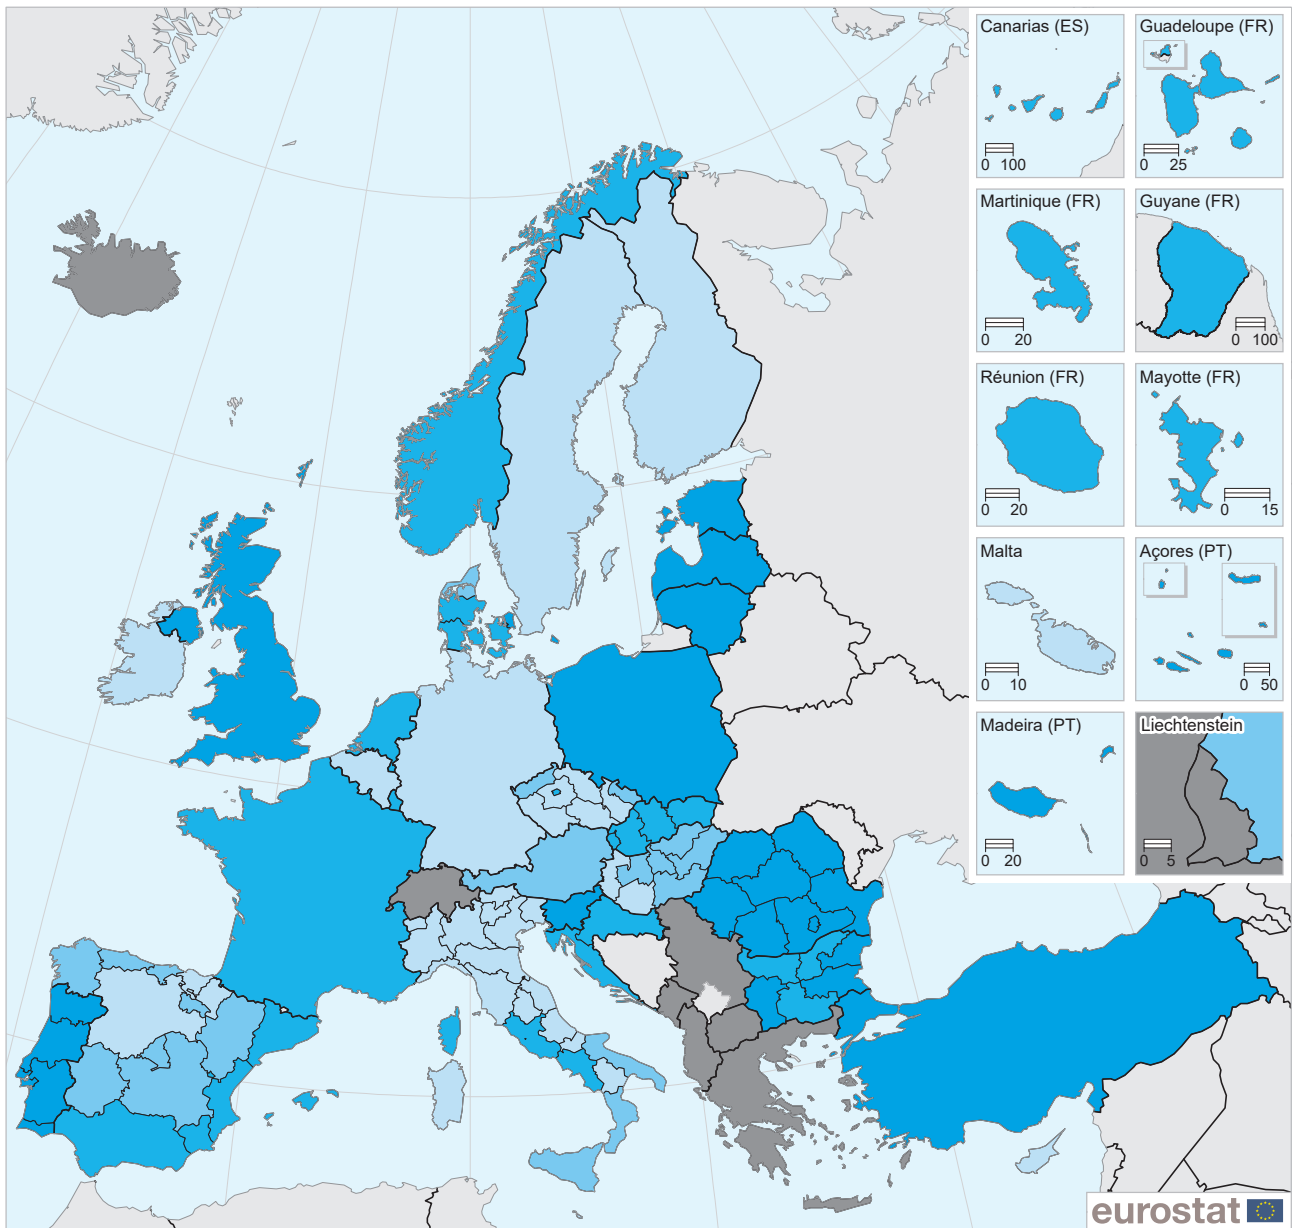 Canarias (ES)
0 100
Guadeloupe (FR)
0 25
Martinique (FR)
0 20
Guyane (FR)
0 100
Réunion (FR)
0 20
Mayotte (FR)
0 15
Malta
0 10
Açores (PT)
0 50
Madeira (PT)
0 20
Liechtenstein
0 5
eurostat